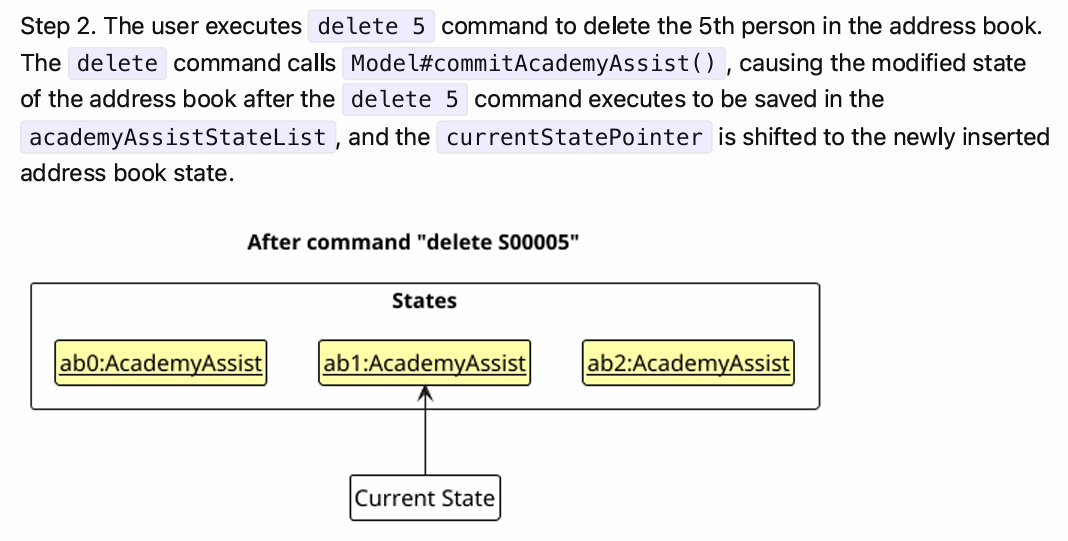 Step 2. The user executes delete 5 command to delete the 5th person in the address book.
The delete command calls Model#commitAcademyAssist(), causing the modified state
of the address book after the delete 5 command executes to be saved in the
academyAssistStateList, and the currentStatePointer is shifted to the newly inserted
address book state.
After command "delete S00005"
States
ab0:AcademyAssist ab1:AcademyAssist ab2:AcademyAssist
Current State